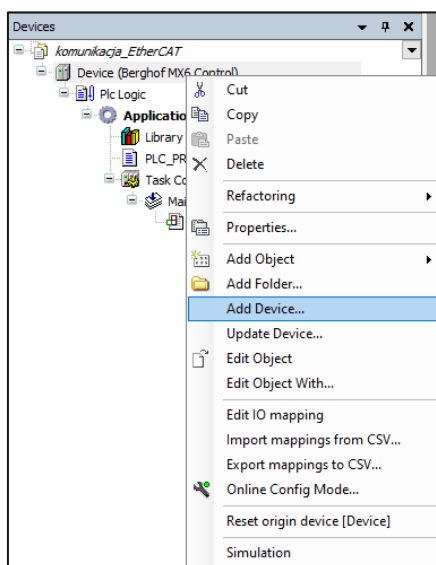 Devices
komunikacja_EtherCAT
Device (Berghof MX6 Control)
Plc Logic
Applicatio
Library
PLC_PR
Task Co
Mai
Cut
Copy
Paste
Delete
Refactoring
Properties...
Add Object
Add Folder...
Add Device...
Update Device...
Edit Object
Edit Object With...
Edit IO mapping
Import mappings from CSV...
Export mappings to CSV...
Online Config Mode...
Reset origin device [Device]
Simulation